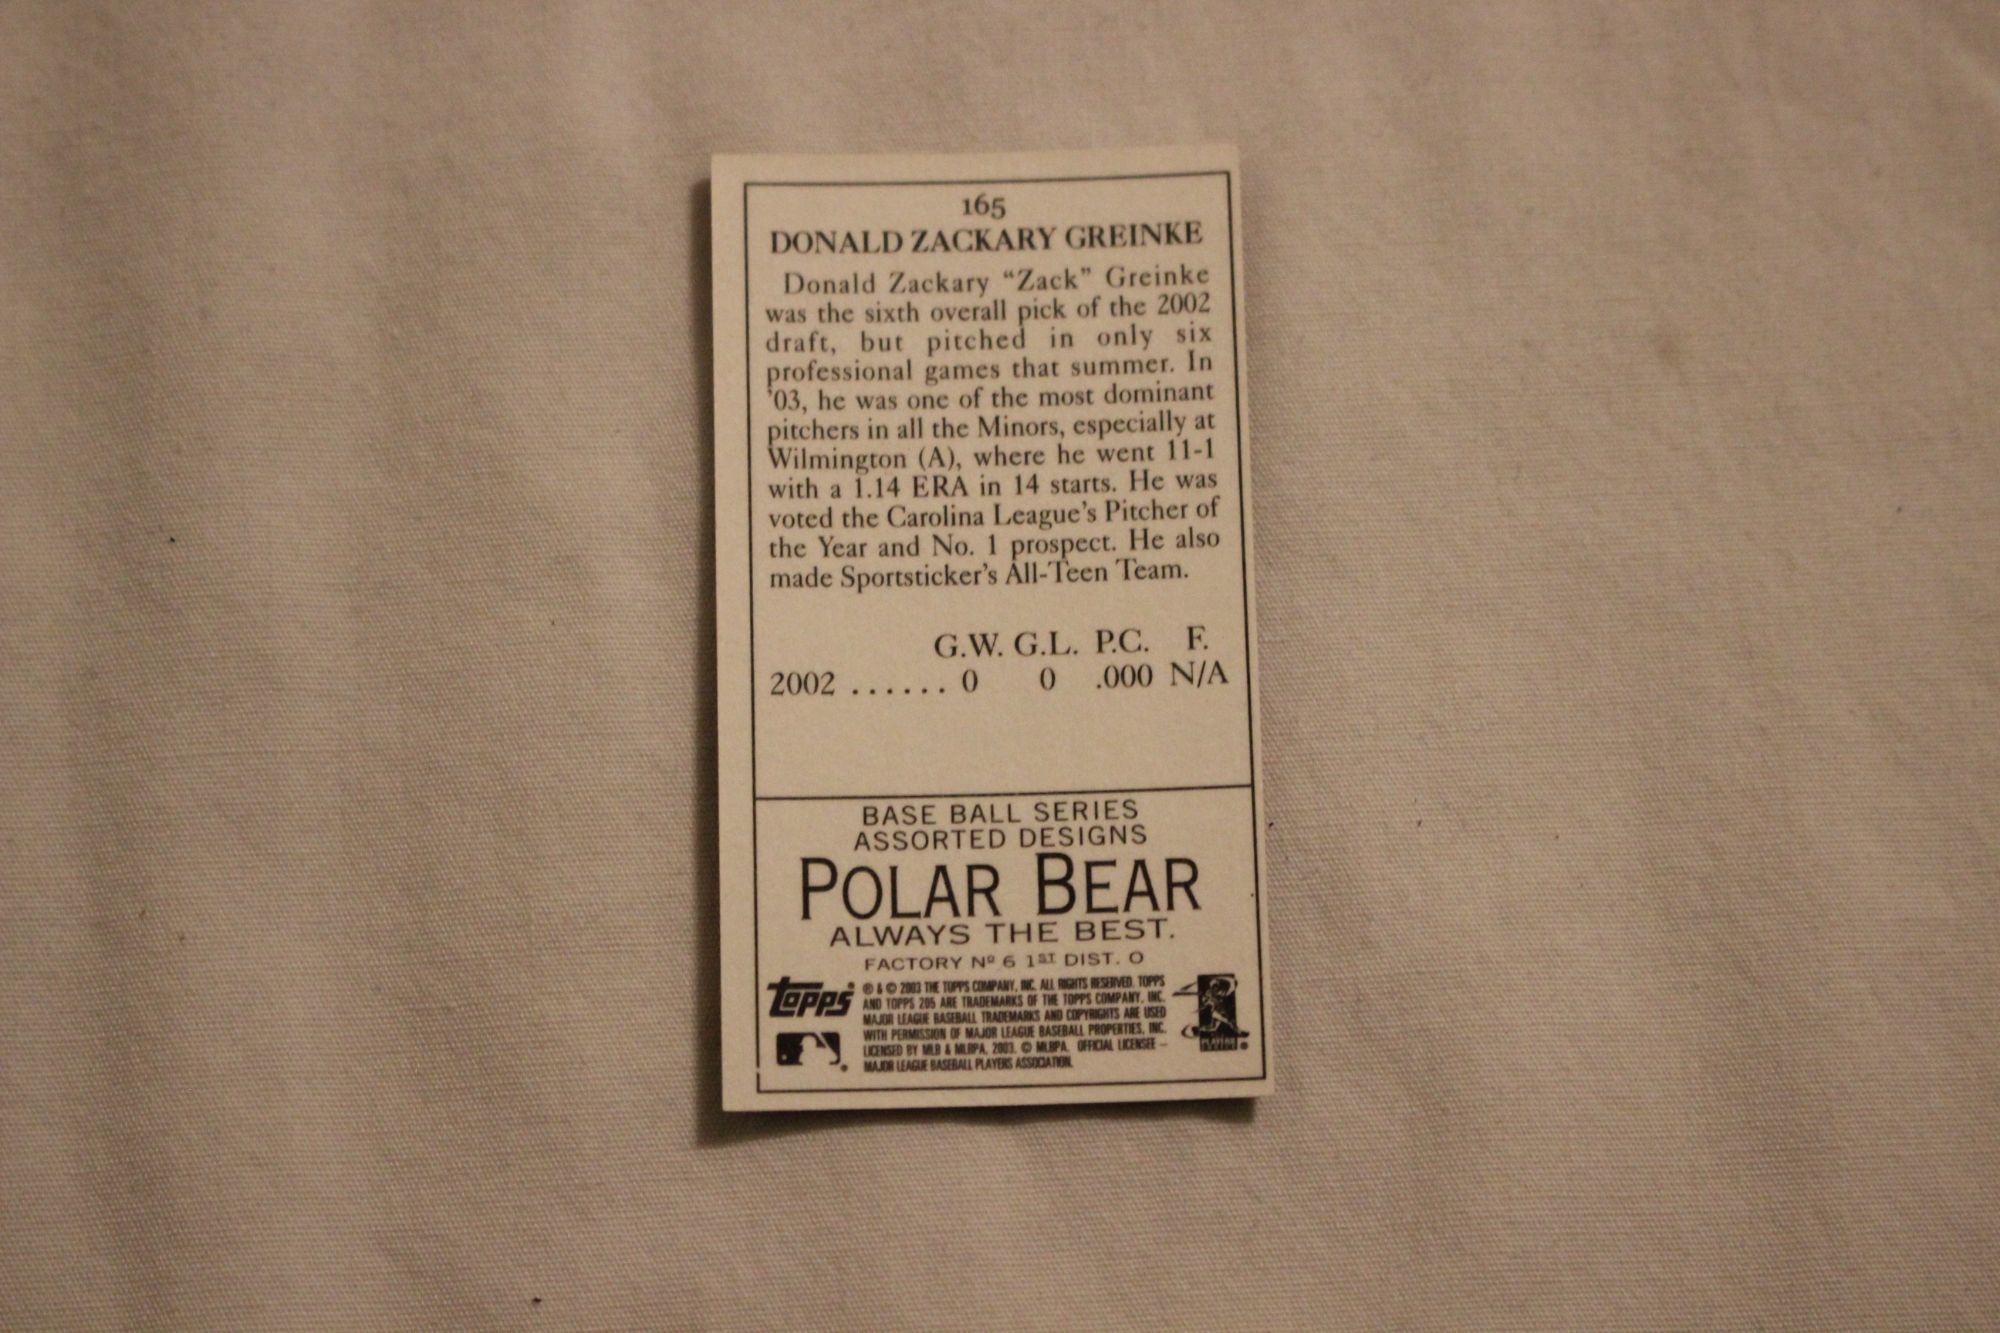 165
DONALD ZACKARY GREINKE
Donald Zackary “Zack” Greinke
was the sixth overall pick of the 2002
draft, but pitched in only six
professional games that summer. In
'03, he was one of the most dominant
pitchers in all the Minors, especially at
Wilmington (A), where he went 11-1
with a 1.14 ERA in 14 starts. He was
voted the Carolina League's Pitcher of
the Year and No. 1 prospect. He also
made Sportsticker's All-Teen Team.
G.W. G.L. P.C. F.
2002 ...... 0 0 .000 N/A
BASE BALL SERIES
ASSORTED DESIGNS
POLAR BEAR
ALWAYS THE BEST.
FACTORY Nº 6 1ST DIST. O
topps
® & © 2003 THE TOPPS COMPANY, INC. ALL RIGHTS RESERVED. TOPPS
AND TOPPS 205 ARE TRADEMARKS OF THE TOPPS COMPANY, INC.
MAJOR LEAGUE BASEBALL TRADEMARKS AND COPYRIGHTS ARE USED
WITH PERMISSION OF MAJOR LEAGUE BASEBALL PROPERTIES, INC.
LICENSED BY MLB & MLBPA, 2003. © MLBPA. OFFICIAL LICENSEE –
MAJOR LEAGUE BASEBALL PLAYERS ASSOCIATION.